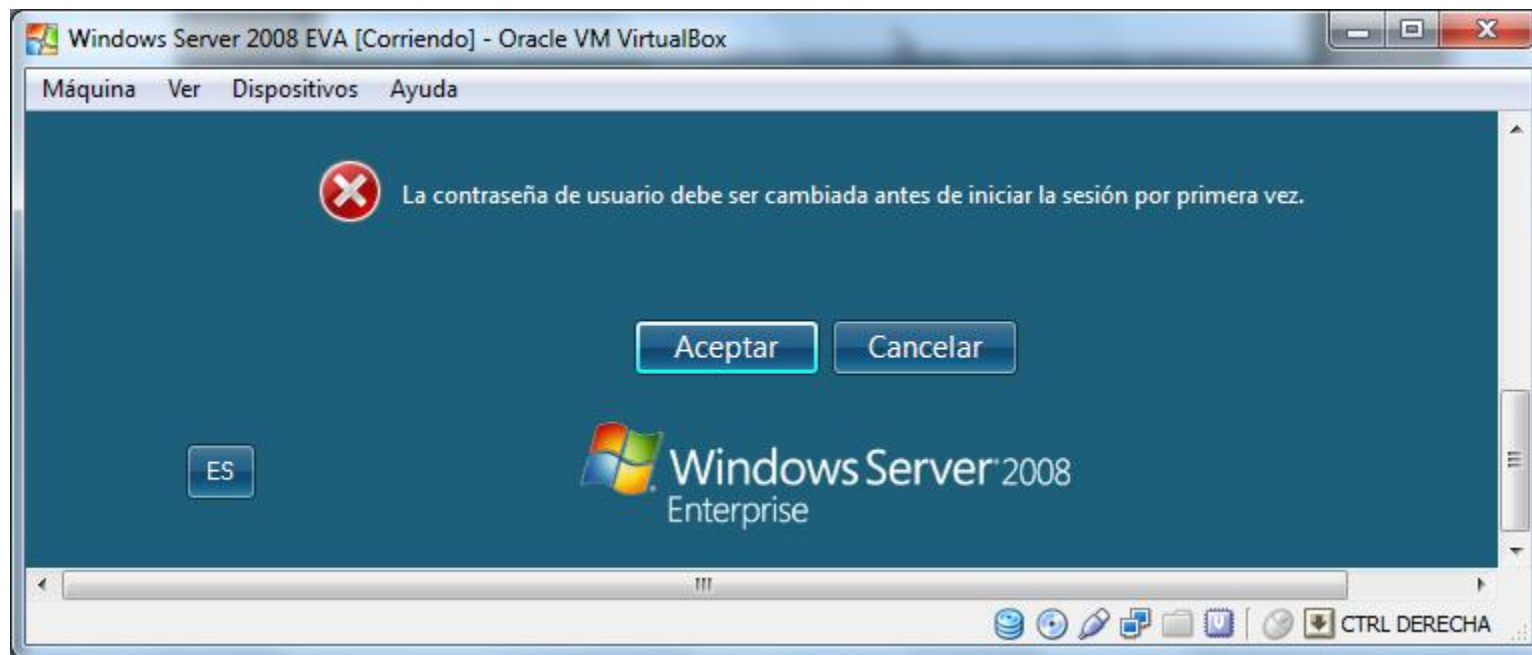 Windows Server 2008 EVA [Corriendo] - Oracle VM VirtualBox
Máquina Ver Dispositivos Ayuda
La contraseña de usuario debe ser cambiada antes de iniciar la sesión por primera vez.
Aceptar Cancelar
ES
Windows Server 2008
Enterprise
CTRL DERECHA